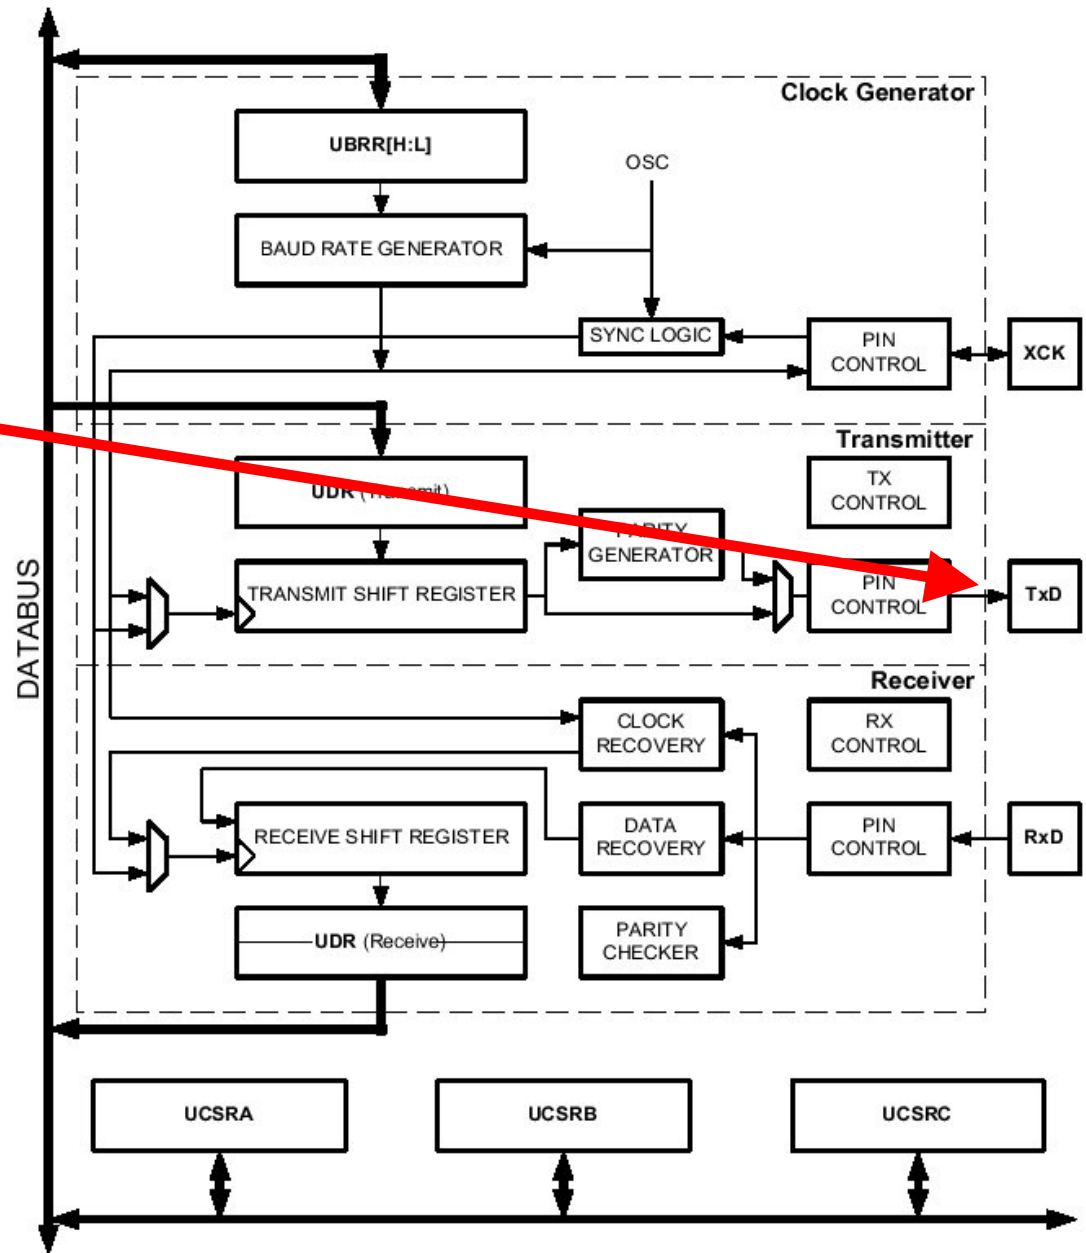 Clock Generator
UBRR[H:L]
OSC
BAUD RATE GENERATOR
SYNC LOGIC
PIN
CONTROL
XCK
Transmitter
UDR (Transmit)
TX
CONTROL
PARITY
GENERATOR
TRANSMIT SHIFT REGISTER
PIN
CONTROL
TxD
DATABUS
Receiver
CLOCK
RECOVERY
RX
CONTROL
RECEIVE SHIFT REGISTER
DATA
RECOVERY
PIN
CONTROL
RxD
UDR (Receive)
PARITY
CHECKER
UCSRA
UCSRB
UCSRC